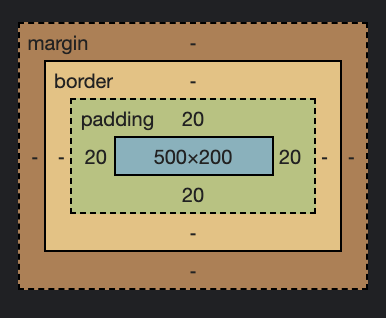 margin -
border -
padding 20
- - 20 500×200 20 - -
20
-
-